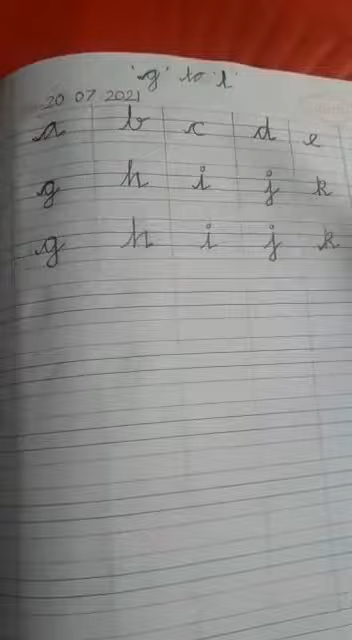 'g' to 'l'
20 07 2021
a b c d e
g h i j k
g h i j k